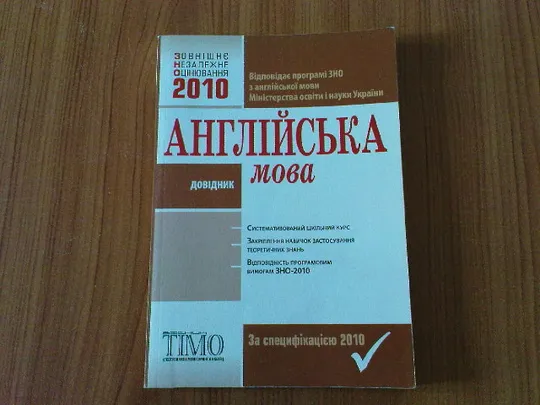 ЗОВНІШНЄ
НЕЗАЛЕЖНЕ
ОЦІНЮВАННЯ
2010
Відповідає програмі ЗНО
з англійської мови
Міністерства освіти і науки України
АНГЛІЙСЬКА
мова
ДОВІДНИК
Систематизований шкільний курс
Закріплення навичок застосування
теоретичних знань
Відповідність програмовим
вимогам ЗНО-2010
ТІМО
За специфікацією 2010